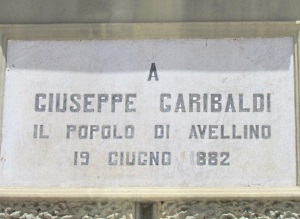 A
GIUSEPPE GARIBALDI
IL POPOLO DI AVELLINO
19 GIUGNO 1882